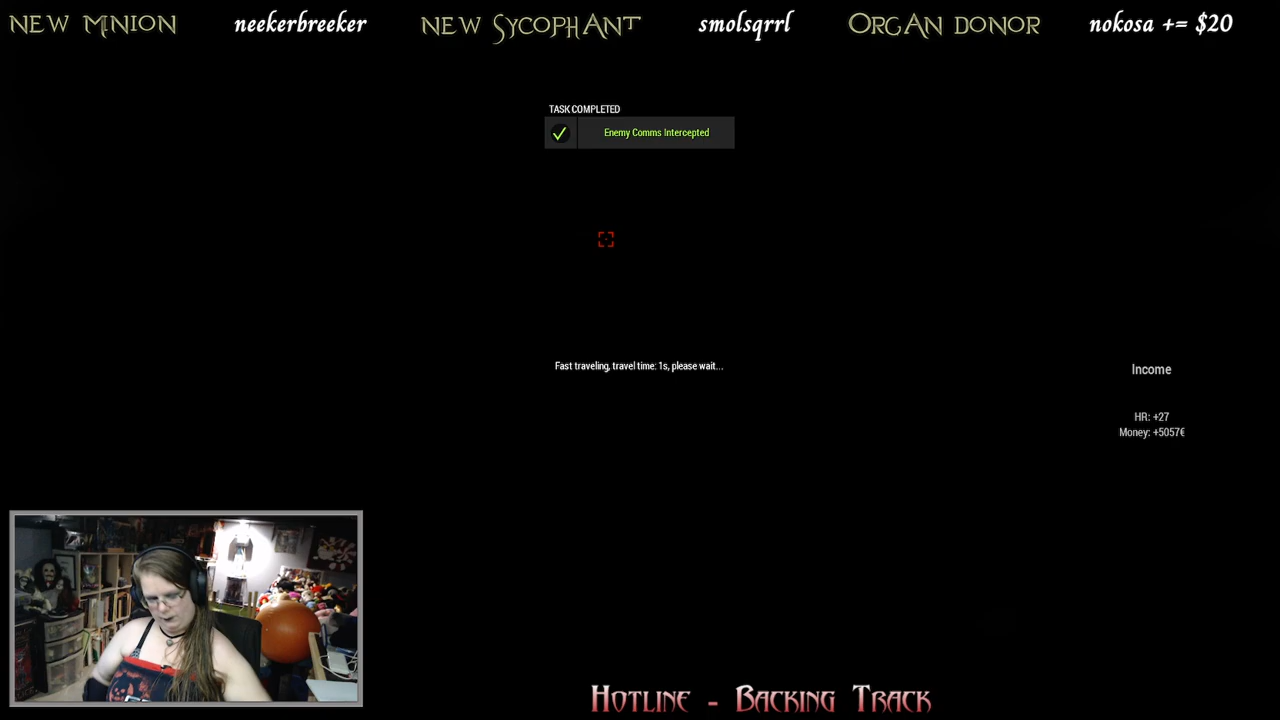 NEW MINION neekerbreeker NEW SYCOPHANT smolsqrrl ORGAN DONOR nokosa += $20
TASK COMPLETED
Enemy Comms Intercepted
Fast traveling, travel time: 1s, please wait...
Income
HR: +27
Money: +5057€
HOTLINE - BACKING TRACK